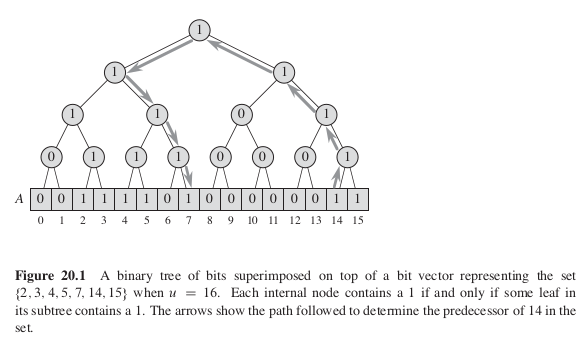 1
1 1
1 1 0 1
0 1 1 1 0 0 0 1
A 0 0 1 1 1 1 0 1 0 0 0 0 0 0 1 1
0 1 2 3 4 5 6 7 8 9 10 11 12 13 14 15
Figure 20.1 A binary tree of bits superimposed on top of a bit vector representing the set
{2, 3, 4, 5, 7, 14, 15} when u = 16. Each internal node contains a 1 if and only if some leaf in
its subtree contains a 1. The arrows show the path followed to determine the predecessor of 14 in the
set.